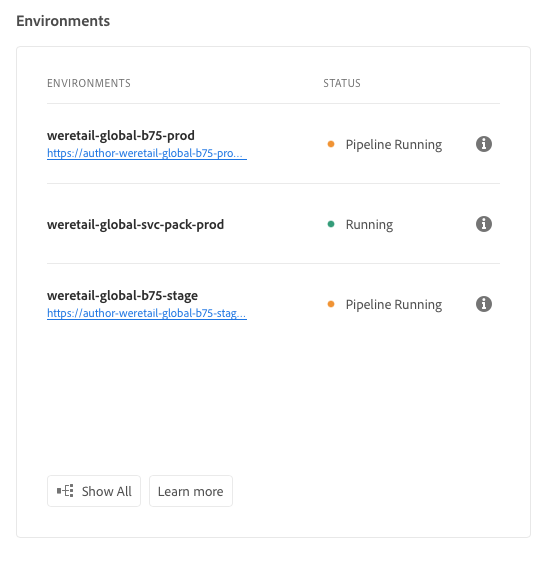 Environments
ENVIRONMENTS STATUS
weretail-global-b75-prod
https://author-weretail-global-b75-pro...
Pipeline Running
weretail-global-svc-pack-prod
Running
weretail-global-b75-stage
https://author-weretail-global-b75-stag...
Pipeline Running
Show All
Learn more